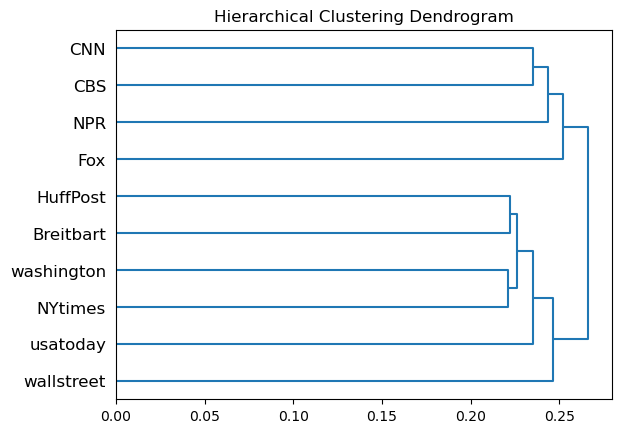 Hierarchical Clustering Dendrogram
CNN
CBS
NPR
Fox
HuffPost
Breitbart
washington
NYtimes
usatoday
wallstreet
0.00 0.05 0.10 0.15 0.20 0.25